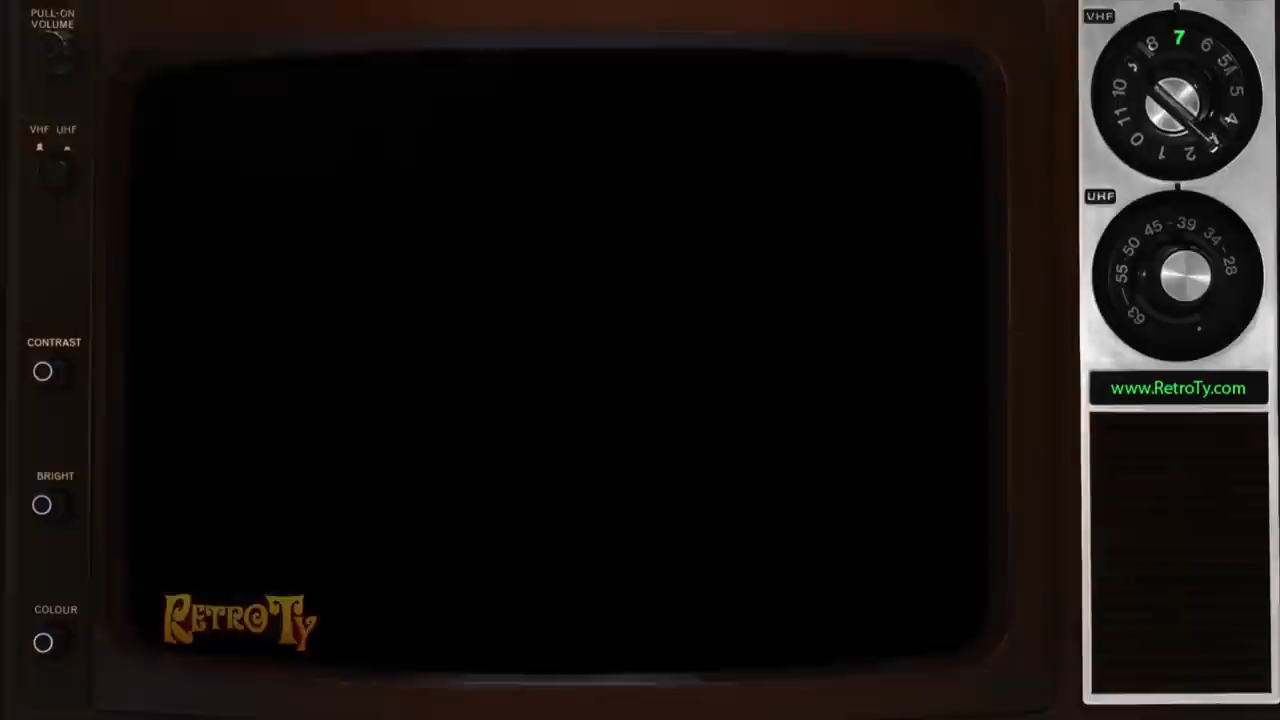 PULL-ON
VOLUME
VHF UHF
CONTRAST
BRIGHT
COLOUR
RETROTY
VHF
7
6
5A
5
4
2
1
0
11
10
8
UHF
63
55
50
45
39
34
28
www.RetroTy.com